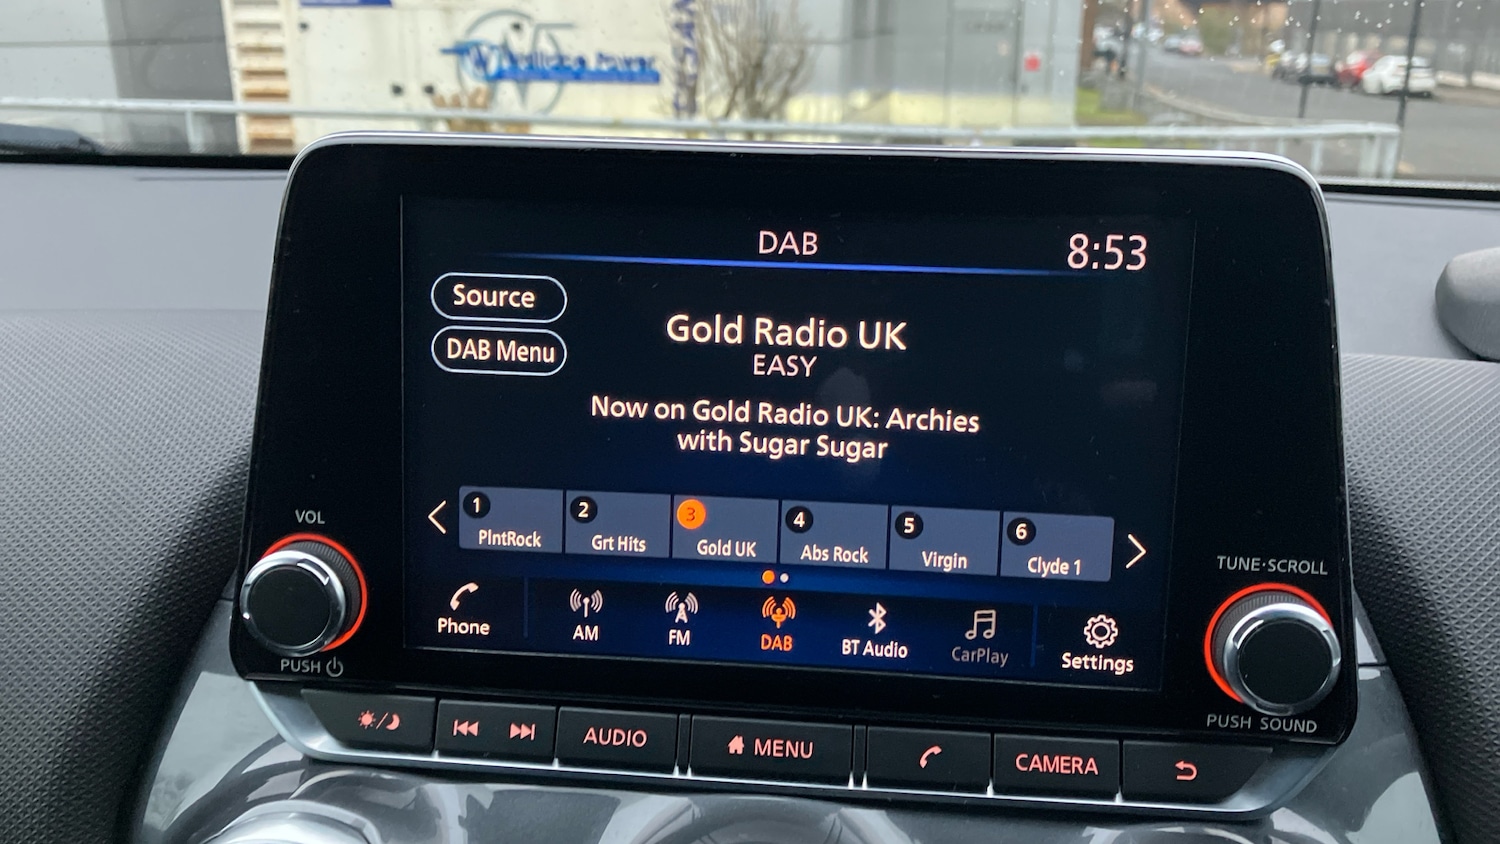 DAB
8:53
Source
DAB Menu
Gold Radio UK
EASY
Now on Gold Radio UK: Archies
with Sugar Sugar
1
PlntRock
2
Grt Hits
3
Gold UK
4
Abs Rock
5
Virgin
6
Clyde 1
Phone
AM
FM
DAB
BT Audio
CarPlay
Settings
VOL
PUSH
TUNE·SCROLL
PUSH SOUND
AUDIO
MENU
CAMERA